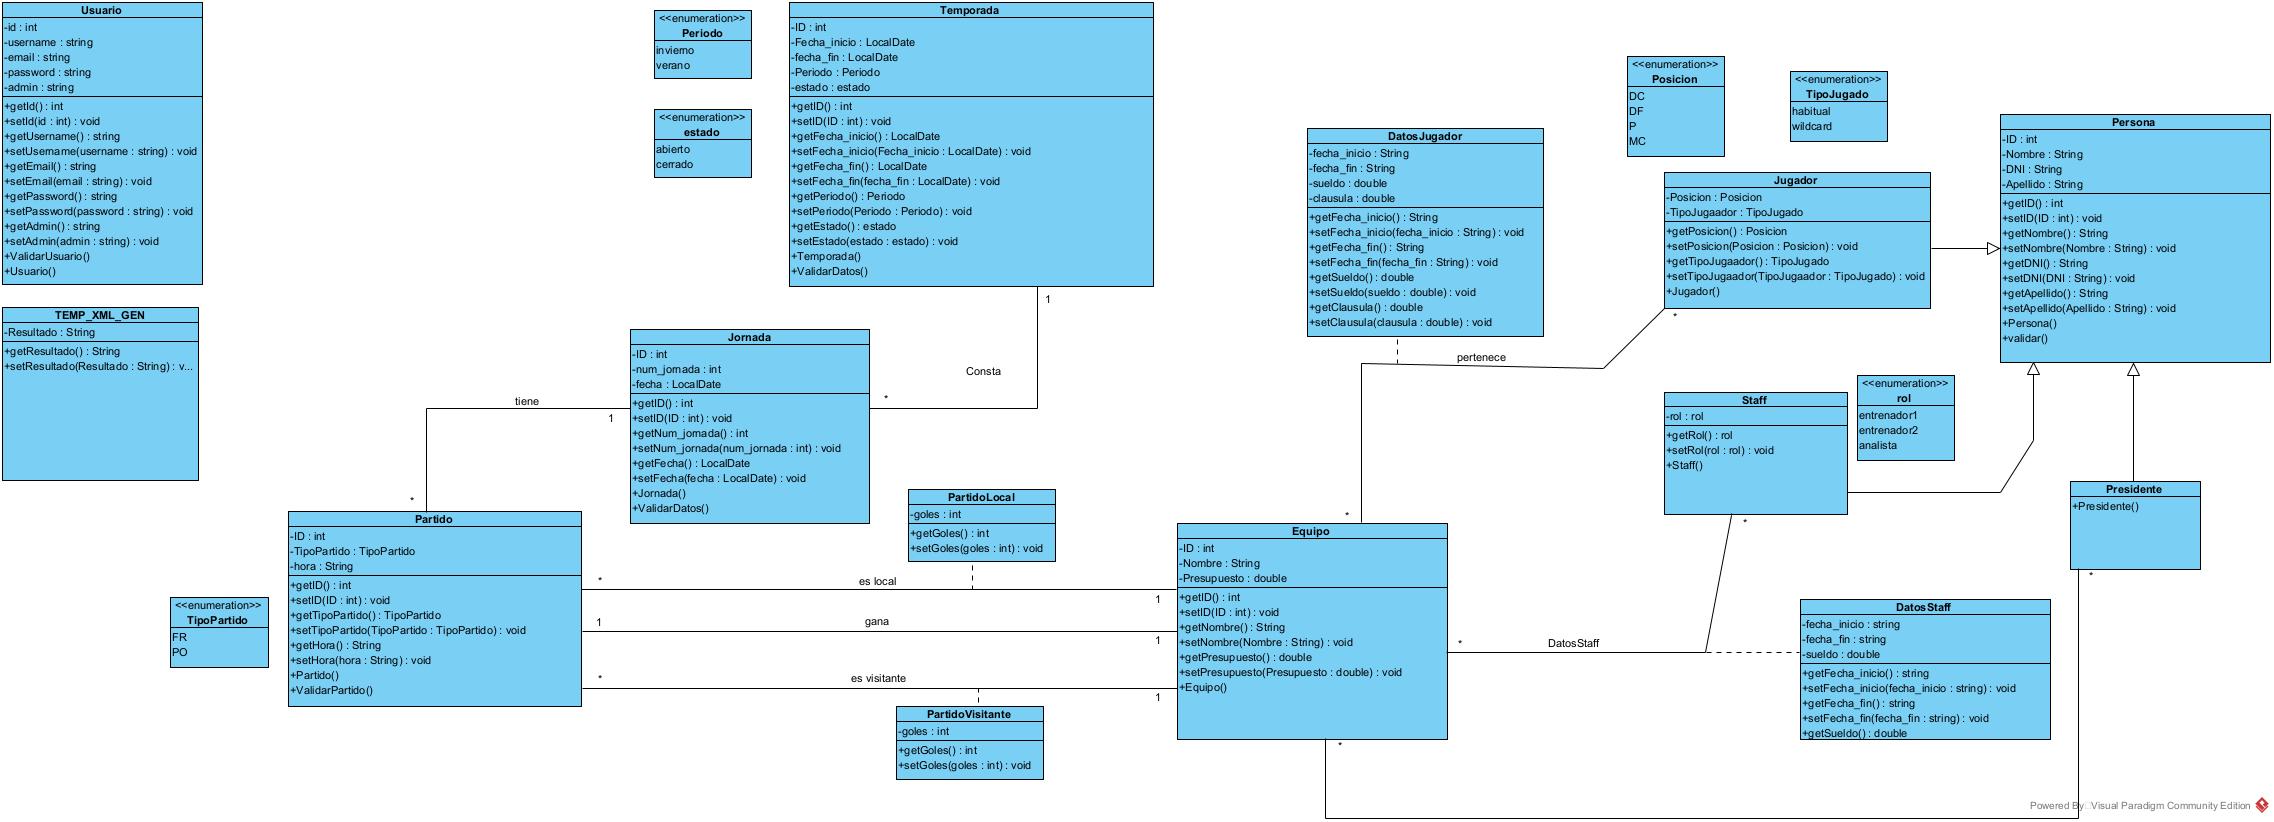 Usuario
-id : int
-username : string
-email : string
-password : string
-admin : string
+getId() : int
+setId(id : int) : void
+getUsername() : string
+setUsername(username : string) : void
+getEmail() : string
+setEmail(email : string) : void
+getPassword() : string
+setPassword(password : string) : void
+getAdmin() : string
+setAdmin(admin : string) : void
+ValidarUsuario()
+Usuario()
TEMP_XML_GEN
-Resultado : String
+getResultado() : String
+setResultado(Resultado : String) : v...
<<enumeration>>
Periodo
invierno
verano
<<enumeration>>
estado
abierto
cerrado
Temporada
-ID : int
-Fecha_inicio : LocalDate
-fecha_fin : LocalDate
-Periodo : Periodo
-estado : estado
+getID() : int
+setID(ID : int) : void
+getFecha_inicio() : LocalDate
+setFecha_inicio(Fecha_inicio : LocalDate) : void
+getFecha_fin() : LocalDate
+setFecha_fin(fecha_fin : LocalDate) : void
+getPeriodo() : Periodo
+setPeriodo(Periodo : Periodo) : void
+getEstado() : estado
+setEstado(estado : estado) : void
+Temporada()
+ValidarDatos()
1
Consta
*
Jornada
-ID : int
-num_jornada : int
-fecha : LocalDate
+getID() : int
+setID(ID : int) : void
+getNum_jornada() : int
+setNum_jornada(num_jornada : int) : void
+getFecha() : LocalDate
+setFecha(fecha : LocalDate) : void
+Jornada()
+ValidarDatos()
tiene
1
*
Partido
-ID : int
-TipoPartido : TipoPartido
-hora : String
+getID() : int
+setID(ID : int) : void
+getTipoPartido() : TipoPartido
+setTipoPartido(TipoPartido : TipoPartido) : void
+getHora() : String
+setHora(hora : String) : void
+Partido()
+ValidarPartido()
<<enumeration>>
TipoPartido
FR
PO
PartidoLocal
-goles : int
+getGoles() : int
+setGoles(goles : int) : void
*
es local
1
1
gana
1
*
es visitante
1
PartidoVisitante
-goles : int
+getGoles() : int
+setGoles(goles : int) : void
Equipo
-ID : int
-Nombre : String
-Presupuesto : double
+getID() : int
+setID(ID : int) : void
+getNombre() : String
+setNombre(Nombre : String) : void
+getPresupuesto() : double
+setPresupuesto(Presupuesto : double) : void
+Equipo()
*
*
DatosJugador
-fecha_inicio : String
-fecha_fin : String
-sueldo : double
-clausula : double
+getFecha_inicio() : String
+setFecha_inicio(fecha_inicio : String) : void
+getFecha_fin() : String
+setFecha_fin(fecha_fin : String) : void
+getSueldo() : double
+setSueldo(sueldo : double) : void
+getClausula() : double
+setClausula(clausula : double) : void
pertenece
*
<<enumeration>>
Posicion
DC
DF
P
MC
<<enumeration>>
TipoJugado
habitual
wildcard
Jugador
-Posicion : Posicion
-TipoJugaador : TipoJugado
+getPosicion() : Posicion
+setPosicion(Posicion : Posicion) : void
+getTipoJugaador() : TipoJugado
+setTipoJugaador(TipoJugaador : TipoJugado) : void
+Jugador()
Persona
-ID : int
-Nombre : String
-DNI : String
-Apellido : String
+getID() : int
+setID(ID : int) : void
+getNombre() : String
+setNombre(Nombre : String) : void
+getDNI() : String
+setDNI(DNI : String) : void
+getApellido() : String
+setApellido(Apellido : String) : void
+Persona()
+validar()
Staff
-rol : rol
+getRol() : rol
+setRol(rol : rol) : void
+Staff()
<<enumeration>>
rol
entrenador1
entrenador2
analista
*
*
DatosStaff
Presidente
+Presidente()
*
DatosStaff
-fecha_inicio : string
-fecha_fin : string
-sueldo : double
+getFecha_inicio() : string
+setFecha_inicio(fecha_inicio : string) : void
+getFecha_fin() : string
+setFecha_fin(fecha_fin : string) : void
+getSueldo() : double
Powered By Visual Paradigm Community Edition